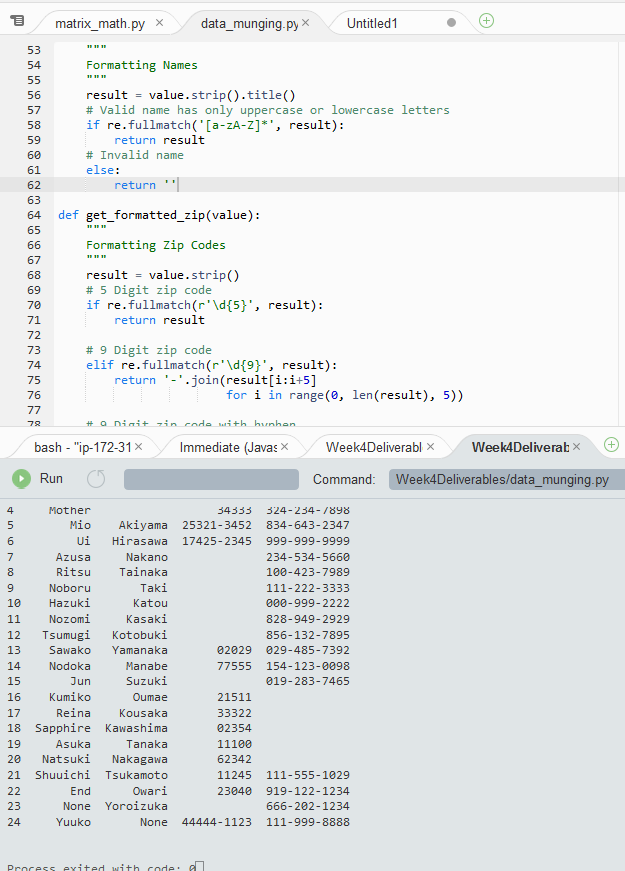 matrix_math.py × data_munging.py × Untitled1
53 """
54 Formatting Names
55 """
56 result = value.strip().title()
57 # Valid name has only uppercase or lowercase letters
58 if re.fullmatch('[a-zA-Z]*', result):
59 return result
60 # Invalid name
61 else:
62 return ''
63
64 def get_formatted_zip(value):
65 """
66 Formatting Zip Codes
67 """
68 result = value.strip()
69 # 5 Digit zip code
70 if re.fullmatch(r'\d{5}', result):
71 return result
72
73 # 9 Digit zip code
74 elif re.fullmatch(r'\d{9}', result):
75 return '-'.join(result[i:i+5]
76 for i in range(0, len(result), 5))
77
78 # 9 Digit zip code with hyphen
bash - "ip-172-31 × Immediate (Javas × Week4Deliverabl × Week4Deliverab ×
Run Command: Week4Deliverables/data_munging.py
4 Mother 34333 324-234-7898
5 Mio Akiyama 25321-3452 834-643-2347
6 Ui Hirasawa 17425-2345 999-999-9999
7 Azusa Nakano 234-534-5660
8 Ritsu Tainaka 100-423-7989
9 Noboru Taki 111-222-3333
10 Hazuki Katou 000-999-2222
11 Nozomi Kasaki 828-949-2929
12 Tsumugi Kotobuki 856-132-7895
13 Sawako Yamanaka 02029 029-485-7392
14 Nodoka Manabe 77555 154-123-0098
15 Jun Suzuki 019-283-7465
16 Kumiko Oumae 21511
17 Reina Kousaka 33322
18 Sapphire Kawashima 02354
19 Asuka Tanaka 11100
20 Natsuki Nakagawa 62342
21 Shuuichi Tsukamoto 11245 111-555-1029
22 End Owari 23040 919-122-1234
23 None Yoroizuka 666-202-1234
24 Yuuko None 44444-1123 111-999-8888
Process exited with code: 0